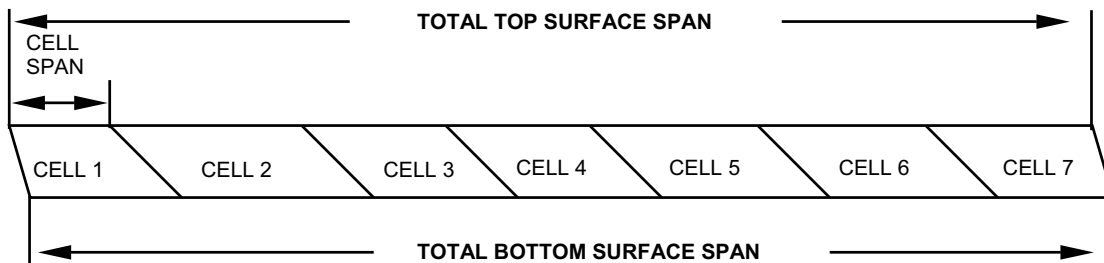 TOTAL TOP SURFACE SPAN
CELL
SPAN
CELL 1 CELL 2 CELL 3 CELL 4 CELL 5 CELL 6 CELL 7
TOTAL BOTTOM SURFACE SPAN